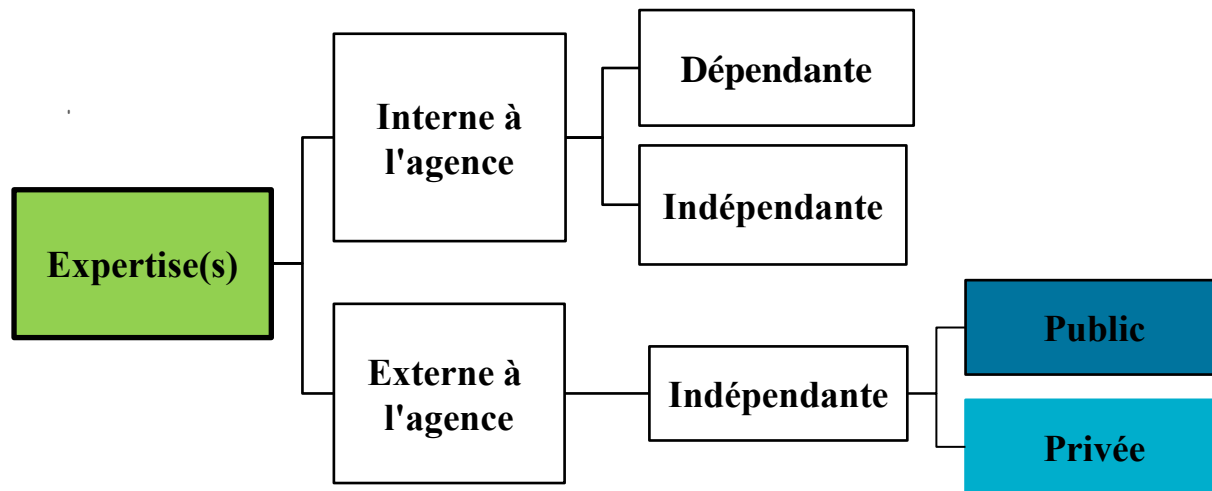 Expertise(s)
Interne à
l'agence
Dépendante
Indépendante
Externe à
l'agence
Indépendante
Public
Privée